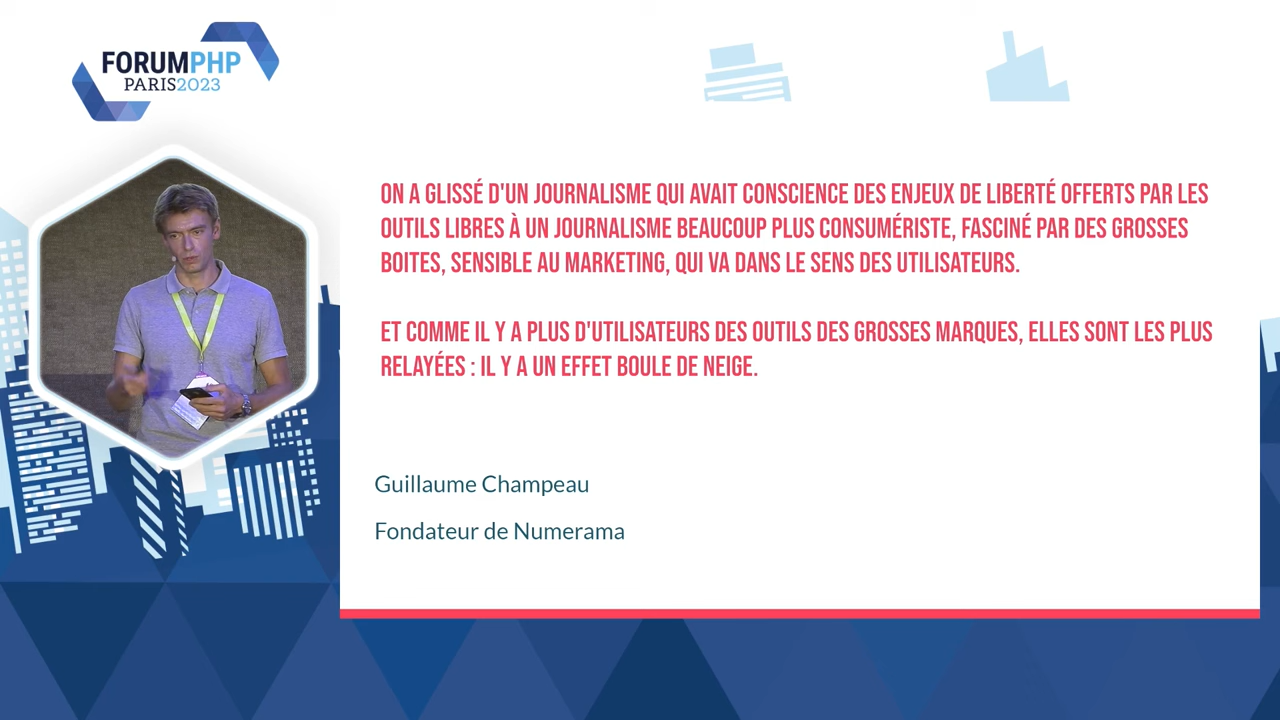 FORUMPHP
PARIS2023
ON A GLISSÉ D'UN JOURNALISME QUI AVAIT CONSCIENCE DES ENJEUX DE LIBERTÉ OFFERTS PAR LES
OUTILS LIBRES À UN JOURNALISME BEAUCOUP PLUS CONSUMÉRISTE, FASCINÉ PAR DES GROSSES
BOITES, SENSIBLE AU MARKETING, QUI VA DANS LE SENS DES UTILISATEURS.
ET COMME IL Y A PLUS D'UTILISATEURS DES OUTILS DES GROSSES MARQUES, ELLES SONT LES PLUS
RELAYÉES : IL Y A UN EFFET BOULE DE NEIGE.
Guillaume Champeau
Fondateur de Numerama